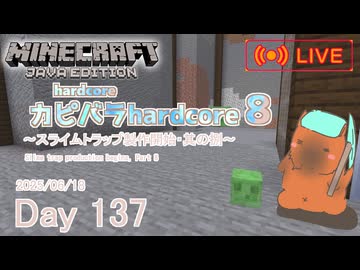 MINECRAFT
JAVA EDITION
LIVE
hardcore
カピバラhardcore8
~スライムトラップ製作開始・其の捌~
Slime trap production begins, Part 8
2025/06/18
Day 137